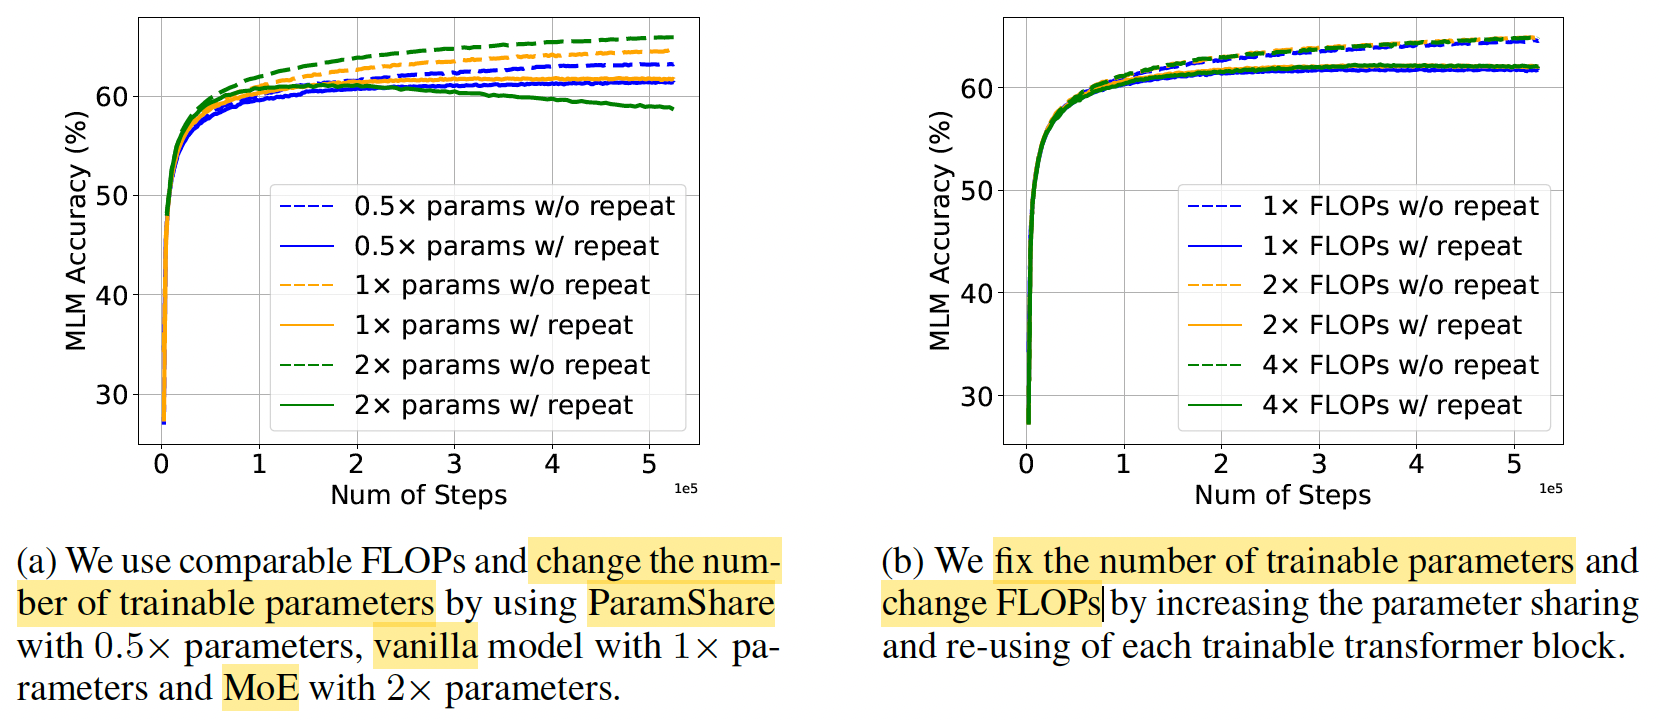 MLM Accuracy (%)
60
50
40
30
0.5× params w/o repeat
0.5× params w/ repeat
1× params w/o repeat
1× params w/ repeat
2× params w/o repeat
2× params w/ repeat
0 1 2 3 4 5
Num of Steps
1e5
(a) We use comparable FLOPs and change the num-
ber of trainable parameters by using ParamShare
with 0.5× parameters, vanilla model with 1× pa-
rameters and MoE with 2× parameters.
MLM Accuracy (%)
60
50
40
30
1× FLOPs w/o repeat
1× FLOPs w/ repeat
2× FLOPs w/o repeat
2× FLOPs w/ repeat
4× FLOPs w/o repeat
4× FLOPs w/ repeat
0 1 2 3 4 5
Num of Steps
1e5
(b) We fix the number of trainable parameters and
change FLOPs by increasing the parameter sharing
and re-using of each trainable transformer block.